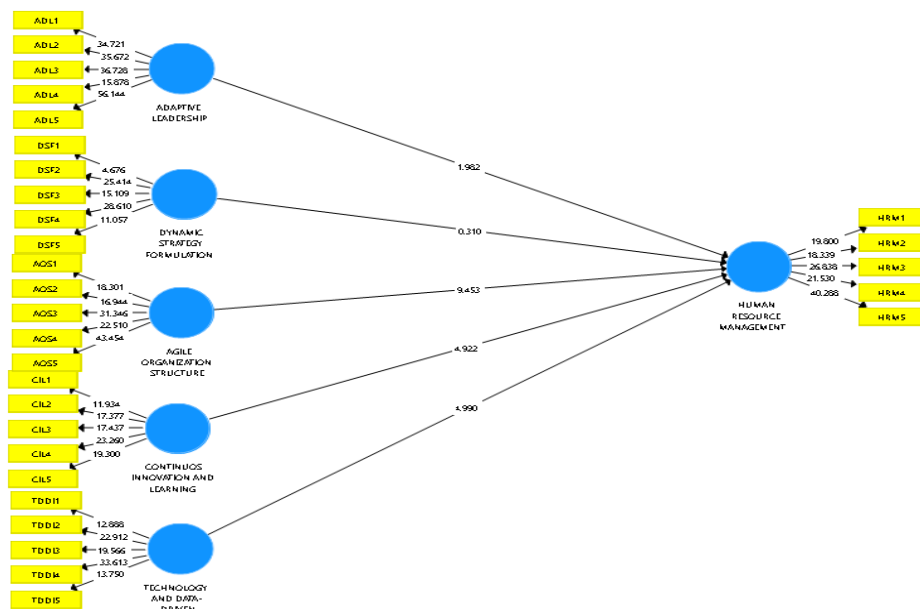 ADL1
ADL2
ADL3
ADL4
ADL5
34.721
35.672
36.728
15.878
56.144
ADAPTIVE
LEADERSHIP
DSF1
DSF2
DSF3
DSF4
DSF5
4.676
25.414
15.109
28.610
11.057
DYNAMIC
STRATEGY
FORMULATION
AOS1
AOS2
AOS3
AOS4
AOS5
18.301
16.944
31.346
22.510
43.454
AGILE
ORGANIZATION
STRUCTURE
CIL1
CIL2
CIL3
CIL4
CIL5
11.934
17.377
17.437
23.260
19.300
CONTINUOS
INNOVATION AND
LEARNING
TDDI1
TDDI2
TDDI3
TDDI4
TDDI5
12.888
22.912
19.566
33.613
13.750
TECHNOLOGY
AND DATA-
DRIVEN
1.982
0.310
9.453
4.922
4.990
HUMAN
RESOURCE
MANAGEMENT
19.800
18.339
26.838
21.530
40.288
HRM1
HRM2
HRM3
HRM4
HRM5